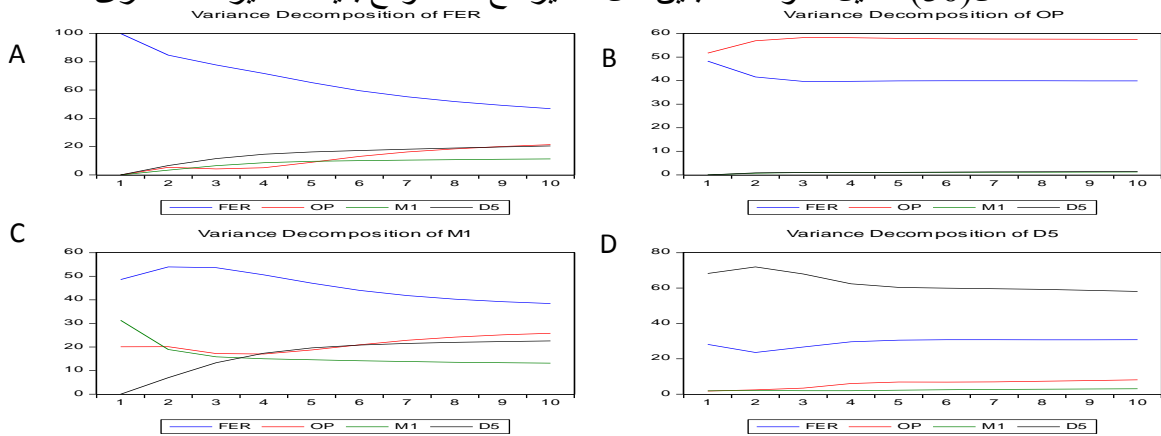 (36)
Variance Decomposition of FER
A
100
80
60
40
20
0
1 2 3 4 5 6 7 8 9 10
FER OP M1 D5
Variance Decomposition of OP
B
60
50
40
30
20
10
0
1 2 3 4 5 6 7 8 9 10
FER OP M1 D5
Variance Decomposition of M1
C
60
50
40
30
20
10
0
1 2 3 4 5 6 7 8 9 10
FER OP M1 D5
Variance Decomposition of D5
D
80
60
40
20
0
1 2 3 4 5 6 7 8 9 10
FER OP M1 D5